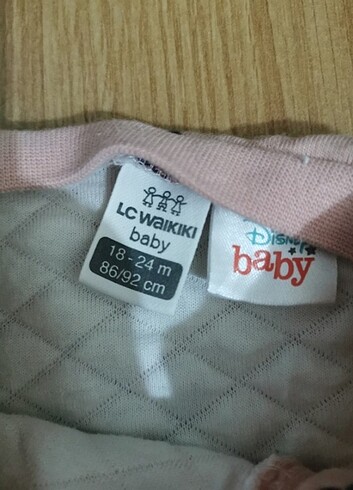 LC WAIKIKI
baby
18 - 24 m
86/92 cm
Disney
baby